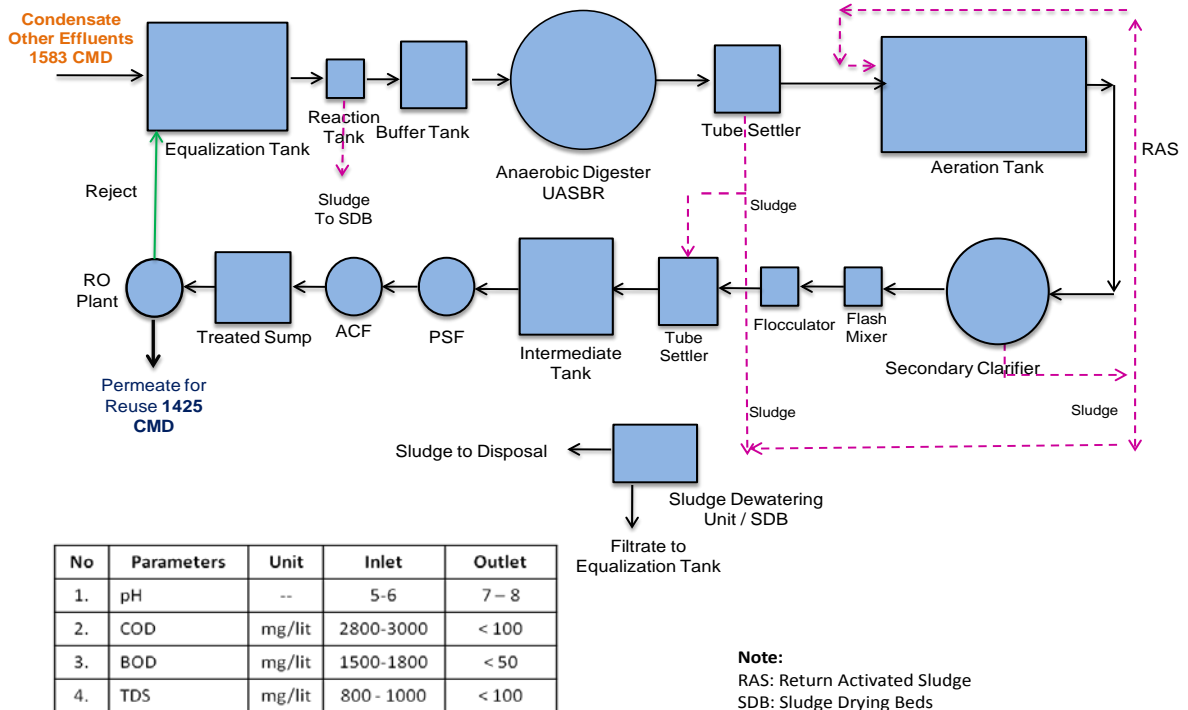 Condensate
Other Effluents
1583 CMD
Equalization Tank
Reaction
Tank
Buffer Tank
Anaerobic Digester
UASBR
Tube Settler
Aeration Tank
RAS
Reject
Sludge
To SDB
Sludge
RO
Plant
Treated Sump
ACF
PSF
Intermediate
Tank
Tube
Settler
Flocculator
Flash
Mixer
Secondary Clarifier
Permeate for
Reuse 1425
CMD
Sludge
Sludge
Sludge to Disposal
Sludge Dewatering
Unit / SDB
Filtrate to
Equalization Tank
No Parameters Unit Inlet Outlet
1. pH -- 5-6 7 – 8
2. COD mg/lit 2800-3000 < 100
3. BOD mg/lit 1500-1800 < 50
4. TDS mg/lit 800 - 1000 < 100
Note:
RAS: Return Activated Sludge
SDB: Sludge Drying Beds